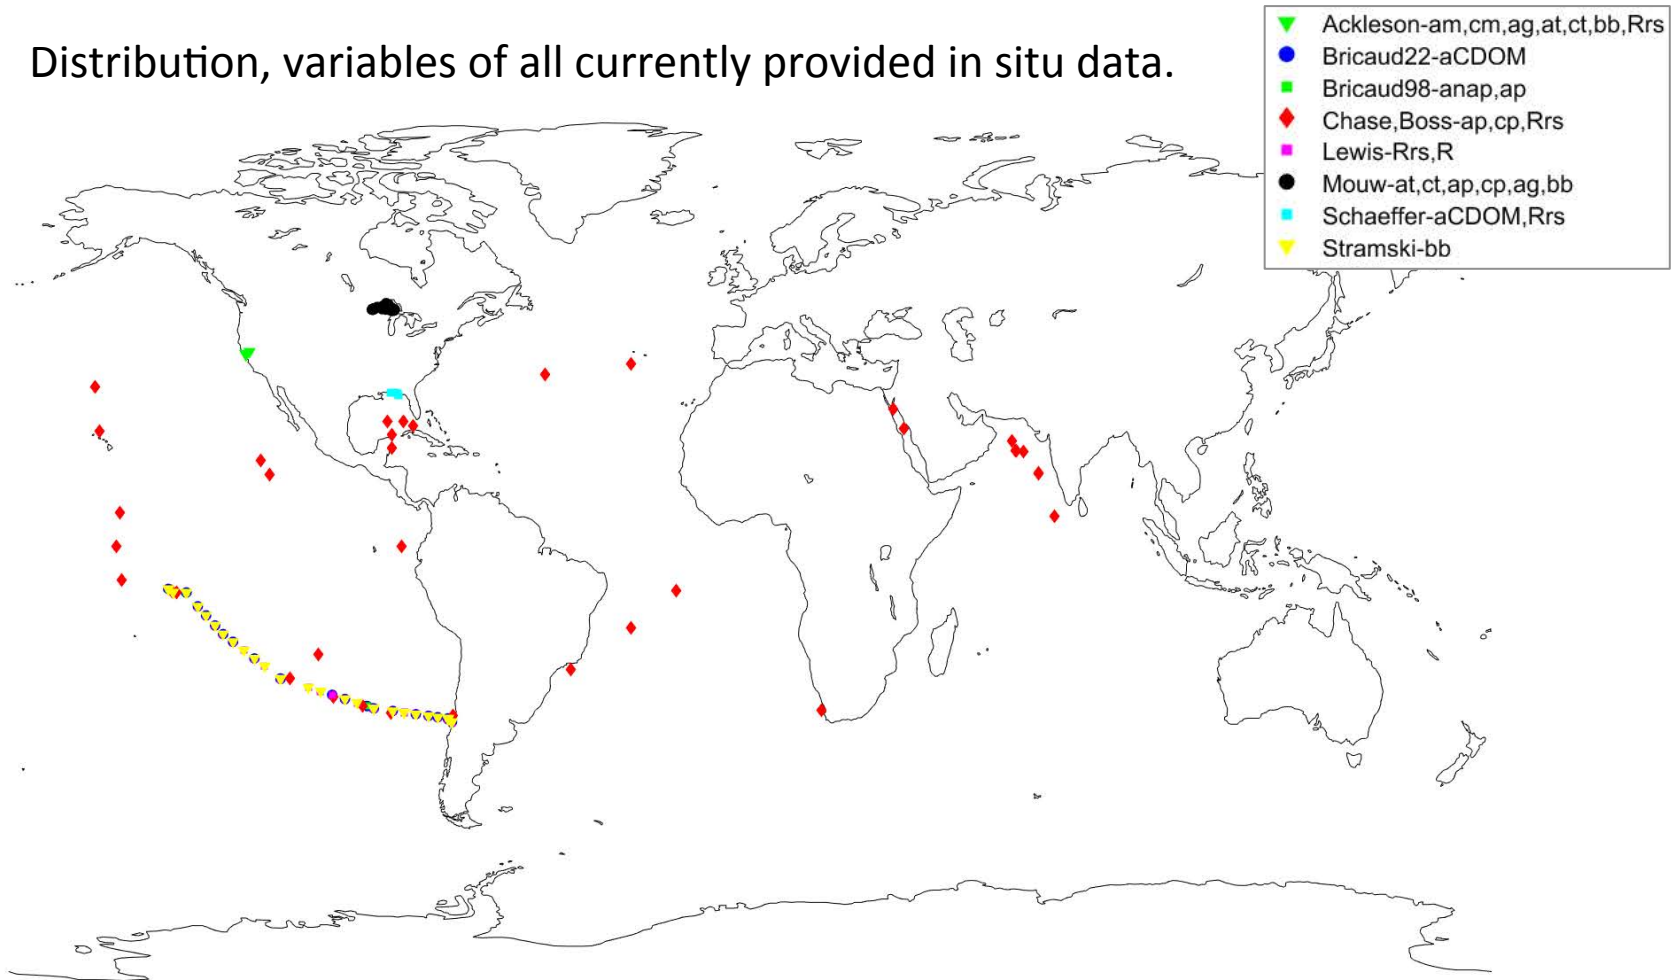 Distribution, variables of all currently provided in situ data.
Ackleson-am,cm,ag,at,ct,bb,Rrs
Bricaud22-aCDOM
Bricaud98-anap,ap
Chase,Boss-ap,cp,Rrs
Lewis-Rrs,R
Mouw-at,ct,ap,cp,ag,bb
Schaeffer-aCDOM,Rrs
Stramski-bb